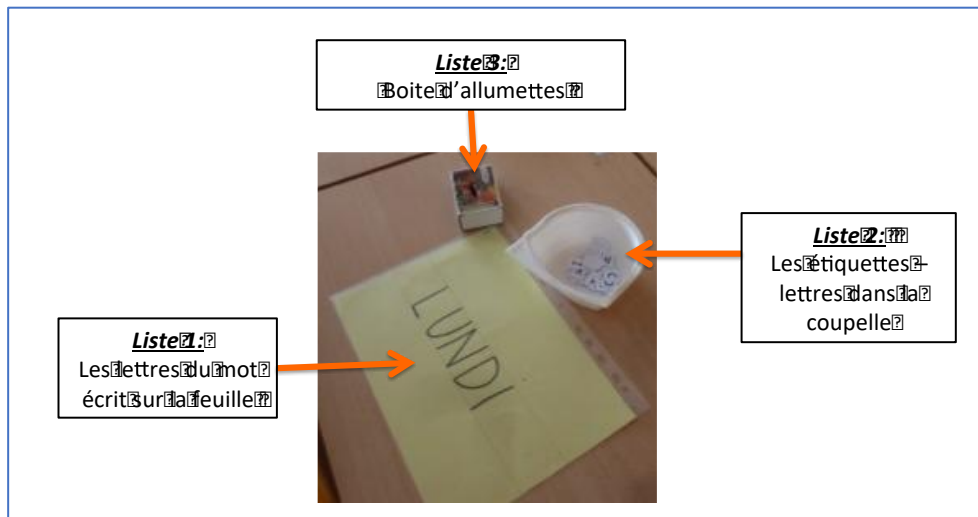 Liste 3:
Boite d'allumettes
Liste 2:
Les étiquettes –
lettres dans la
coupelle
Liste 1:
Les lettres du mot
écrit sur la feuille
LUNDI